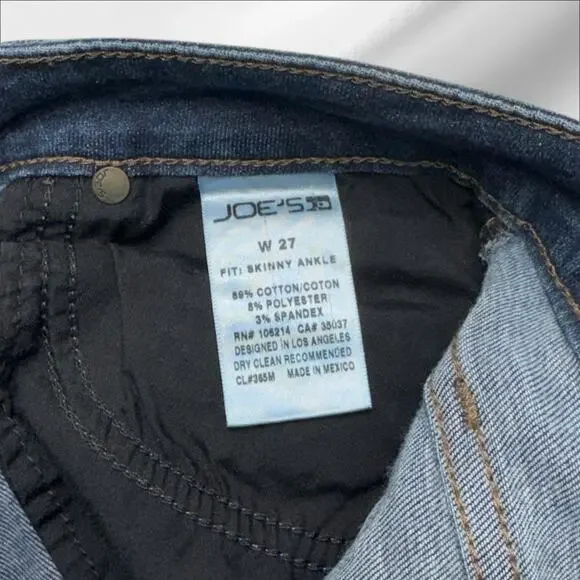 JOE'S
W 27
FIT: SKINNY ANKLE
89% COTTON/COTON
8% POLYESTER
3% SPANDEX
RN# 105214 CA# 35037
DESIGNED IN LOS ANGELES
DRY CLEAN RECOMMENDED
CL#365M MADE IN MEXICO